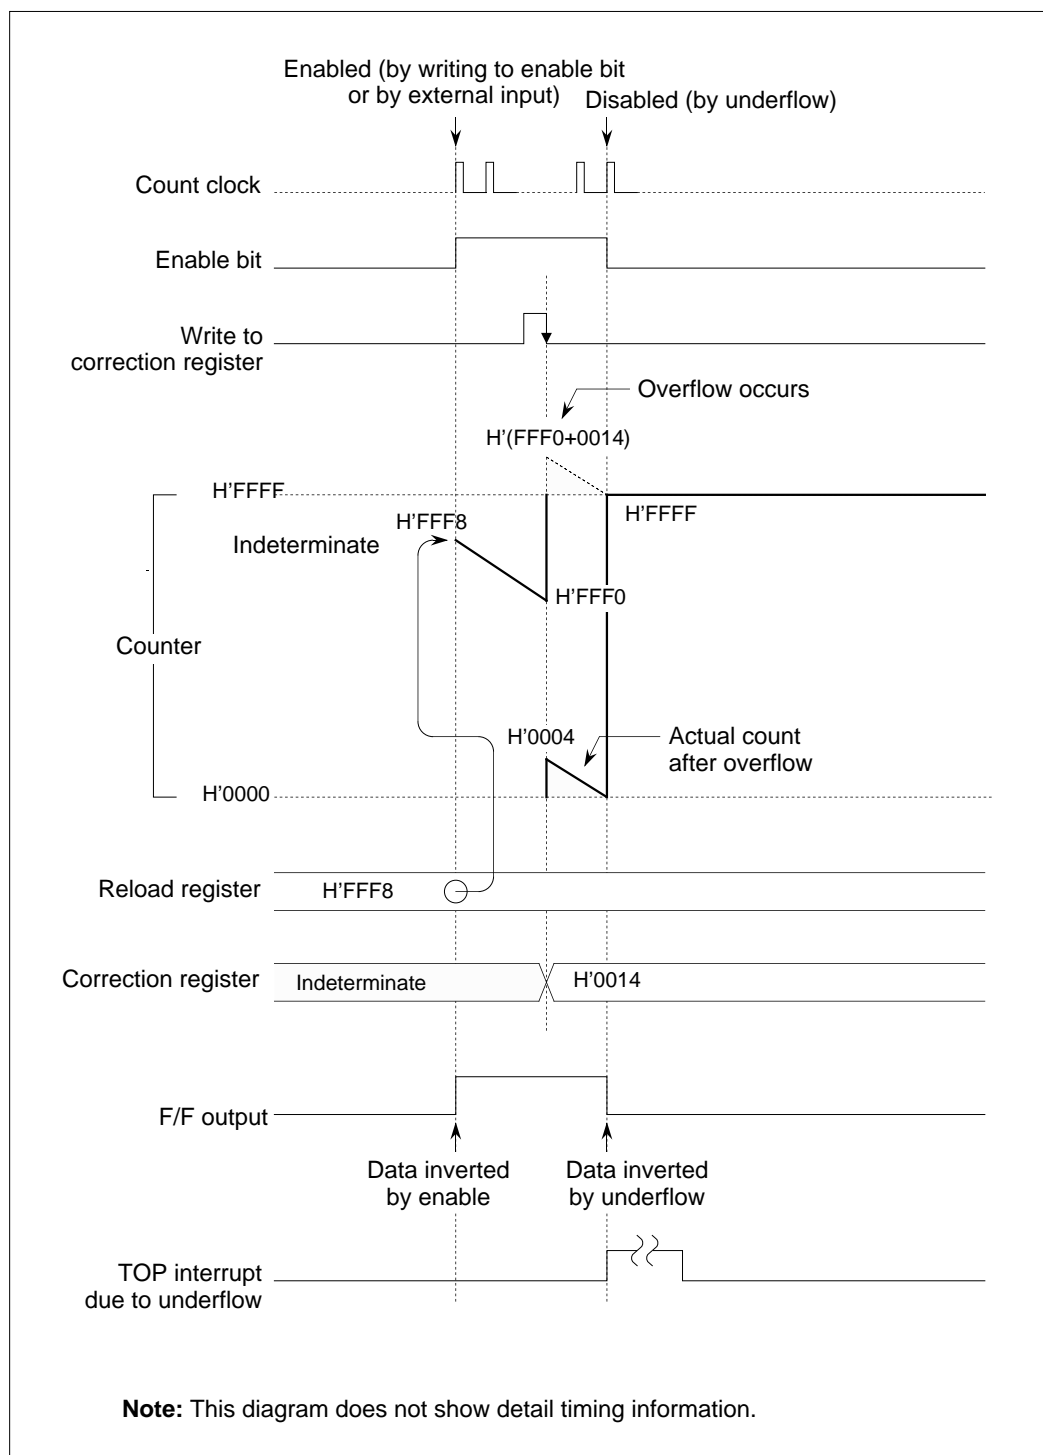 Enabled (by writing to enable bit
or by external input)
Disabled (by underflow)
Count clock
Enable bit
Write to
correction register
Overflow occurs
H'(FFF0+0014)
H'FFFF
H'FFFF
H'FFF8
Indeterminate
H'FFF0
Counter
H'0004
Actual count
after overflow
H'0000
Reload register
H'FFF8
Correction register
Indeterminate
H'0014
F/F output
Data inverted
by enable
Data inverted
by underflow
TOP interrupt
due to underflow
Note: This diagram does not show detail timing information.